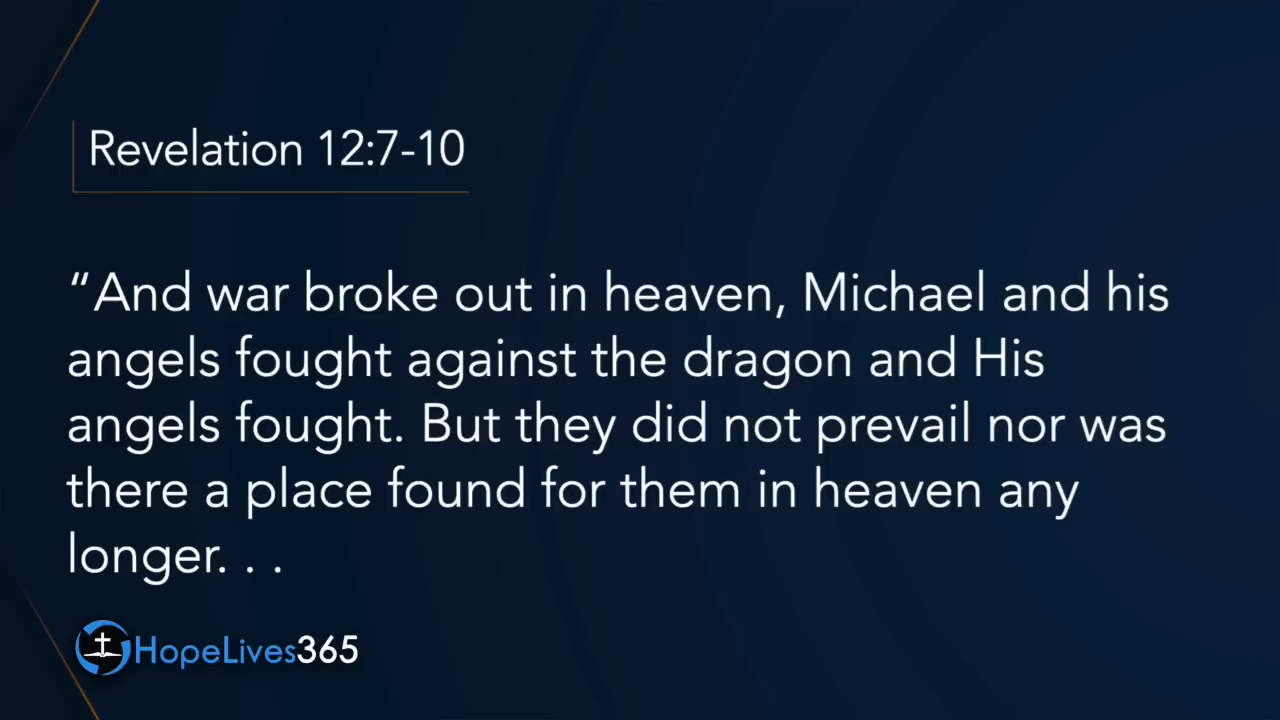 Revelation 12:7-10
“And war broke out in heaven, Michael and his
angels fought against the dragon and His
angels fought. But they did not prevail nor was
there a place found for them in heaven any
longer. . .
HopeLives365